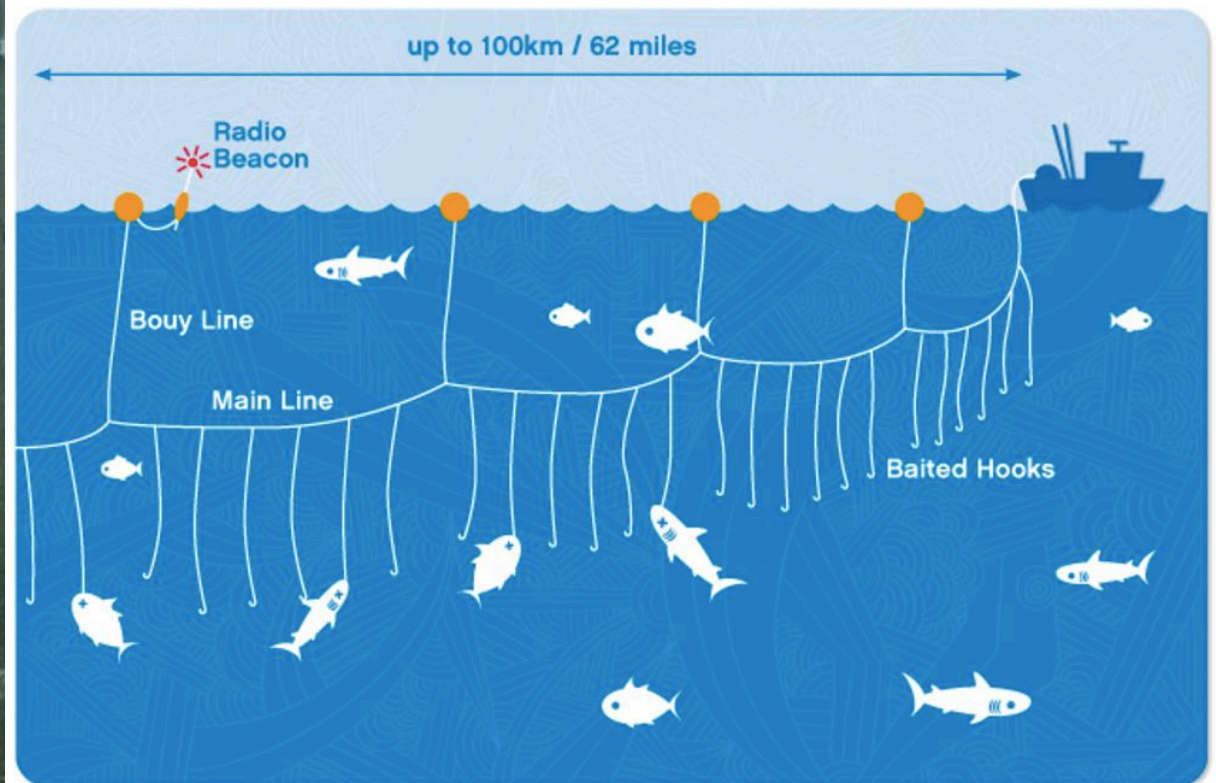 up to 100km / 62 miles
Radio
Beacon
Bouy Line
Main Line
Baited Hooks